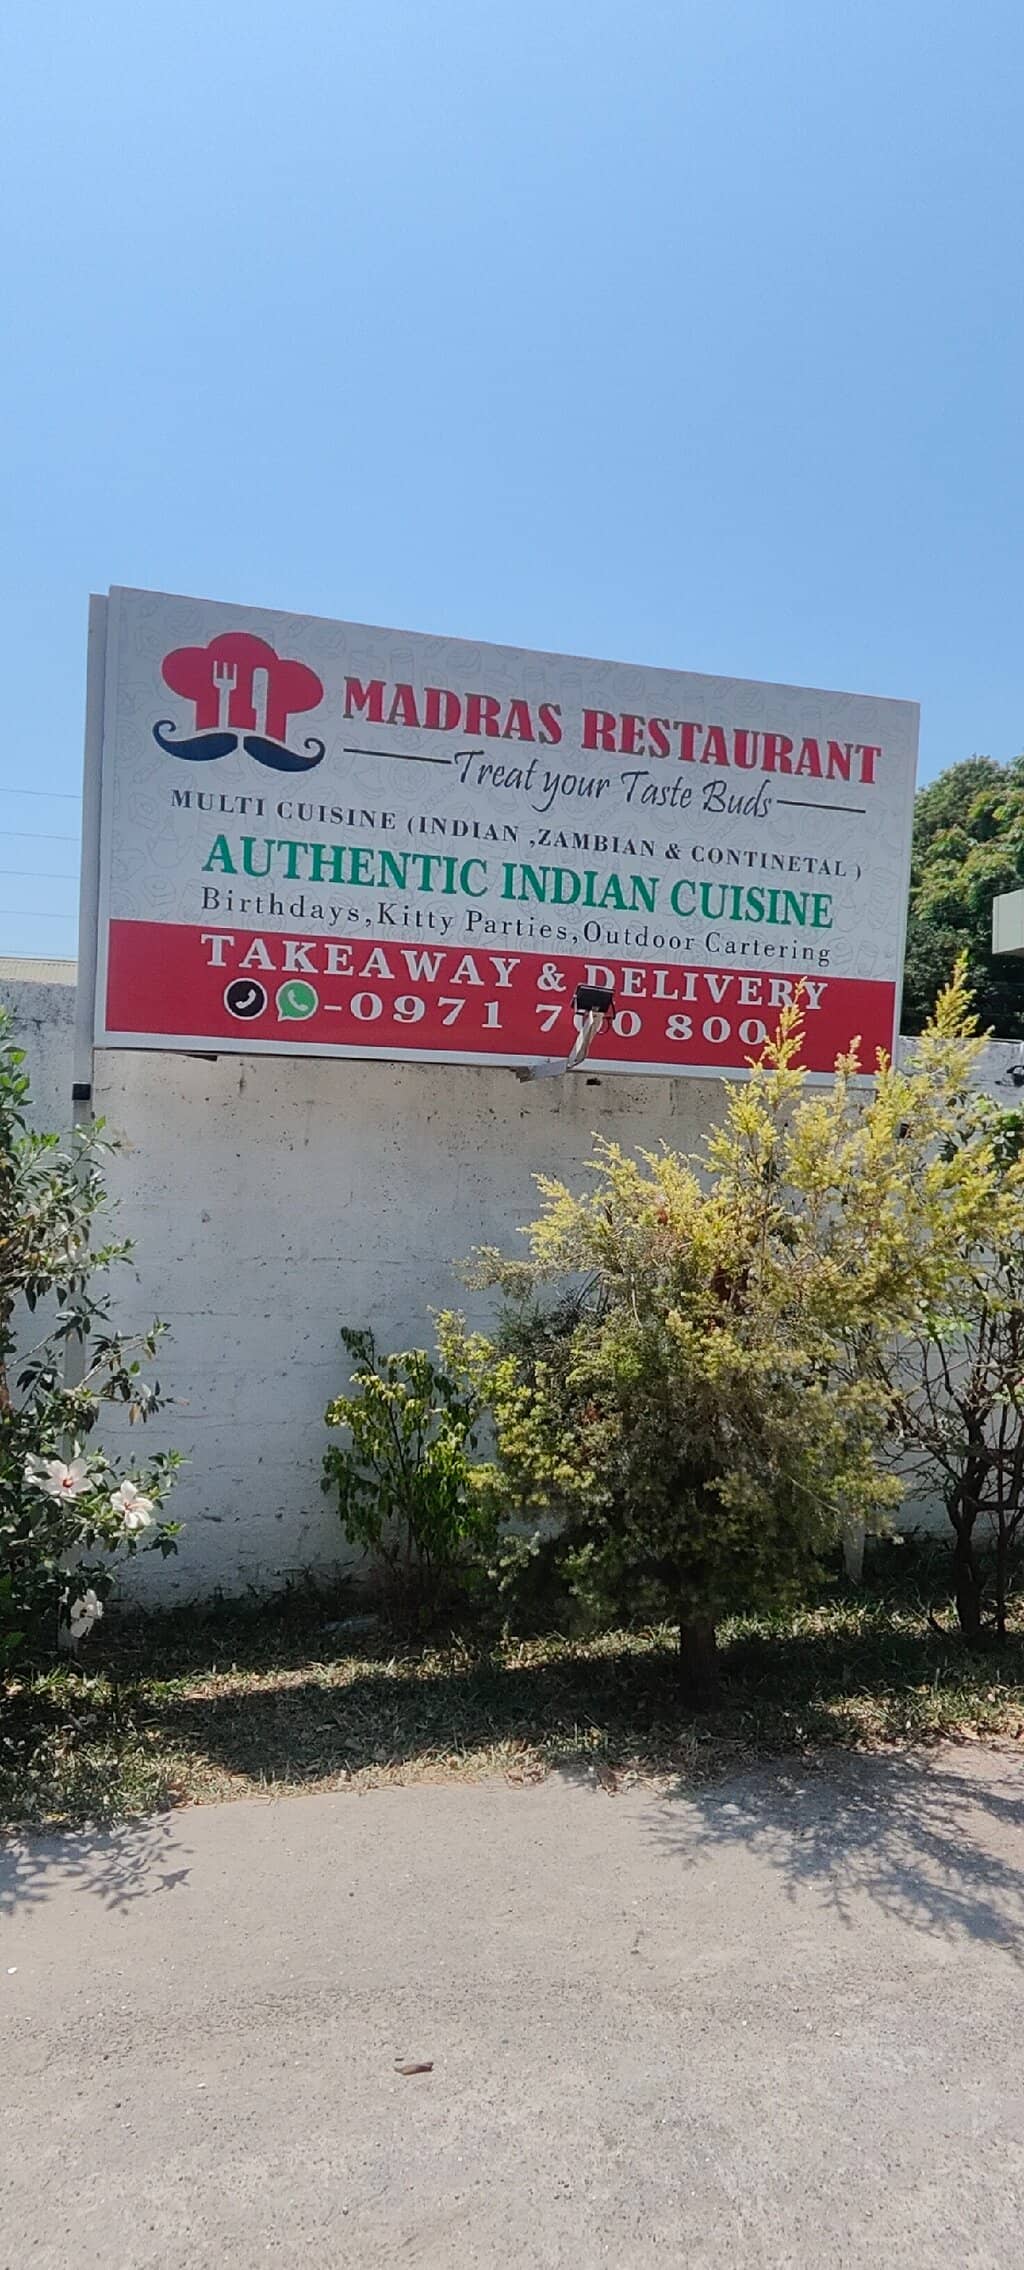 MADRAS RESTAURANT
Treat your Taste Buds
MULTI CUISINE (INDIAN ,ZAMBIAN & CONTINETAL )
AUTHENTIC INDIAN CUISINE
Birthdays,Kitty Parties,Outdoor Cartering
TAKEAWAY & DELIVERY
-0971 800